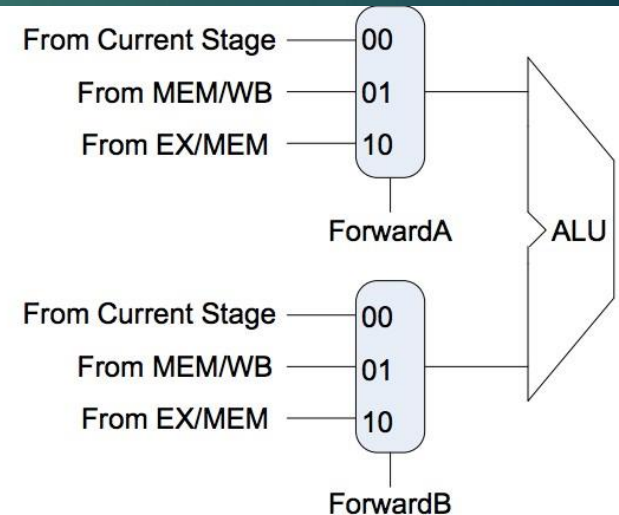 From Current Stage 00
From MEM/WB 01
From EX/MEM 10
ForwardA
ALU
From Current Stage 00
From MEM/WB 01
From EX/MEM 10
ForwardB